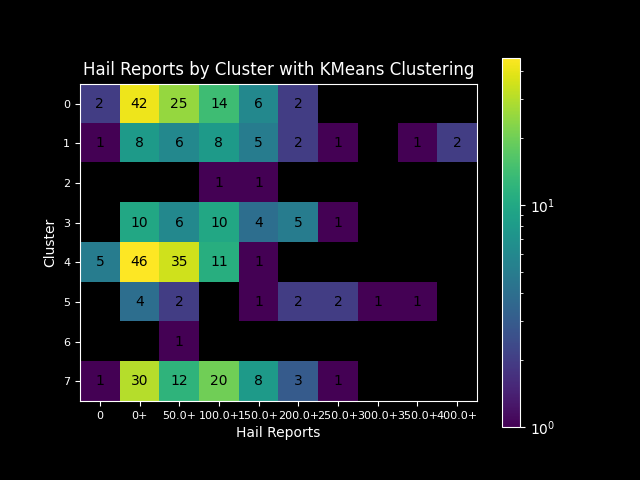 Hail Reports by Cluster with KMeans Clustering
0 2 42 25 14 6 2
1 1 8 6 8 5 2 1 1 2
2 1 1
3 10 6 10 4 5 1
4 5 46 35 11 1
5 4 2 1 2 2 1 1
6 1
7 1 30 12 20 8 3 1
0 0+ 50.0+ 100.0+ 150.0+ 200.0+ 250.0+ 300.0+ 350.0+ 400.0+
Hail Reports
Cluster
10¹
10⁰